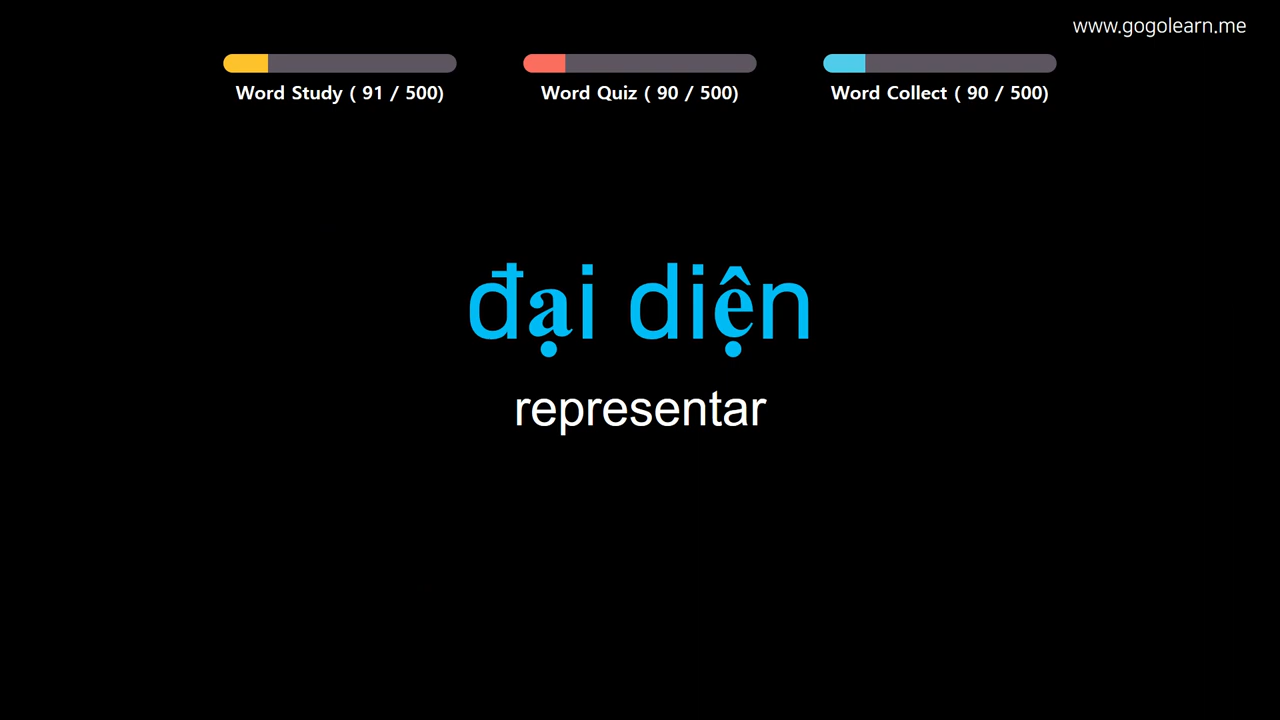 www.gogolearn.me
Word Study ( 91 / 500)
Word Quiz ( 90 / 500)
Word Collect ( 90 / 500)
đại diện
representar